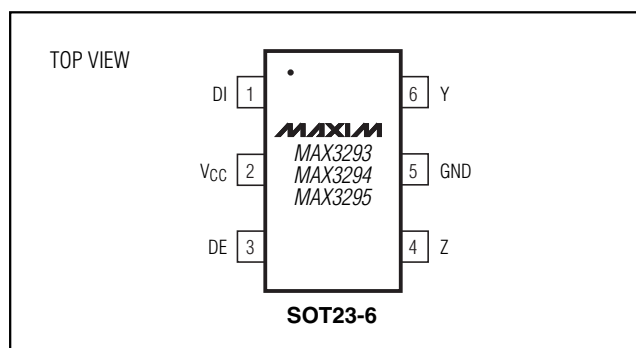 TOP VIEW
DI 1
6 Y
MAXIM
MAX3293
MAX3294
MAX3295
VCC 2
5 GND
DE 3
4 Z
SOT23-6